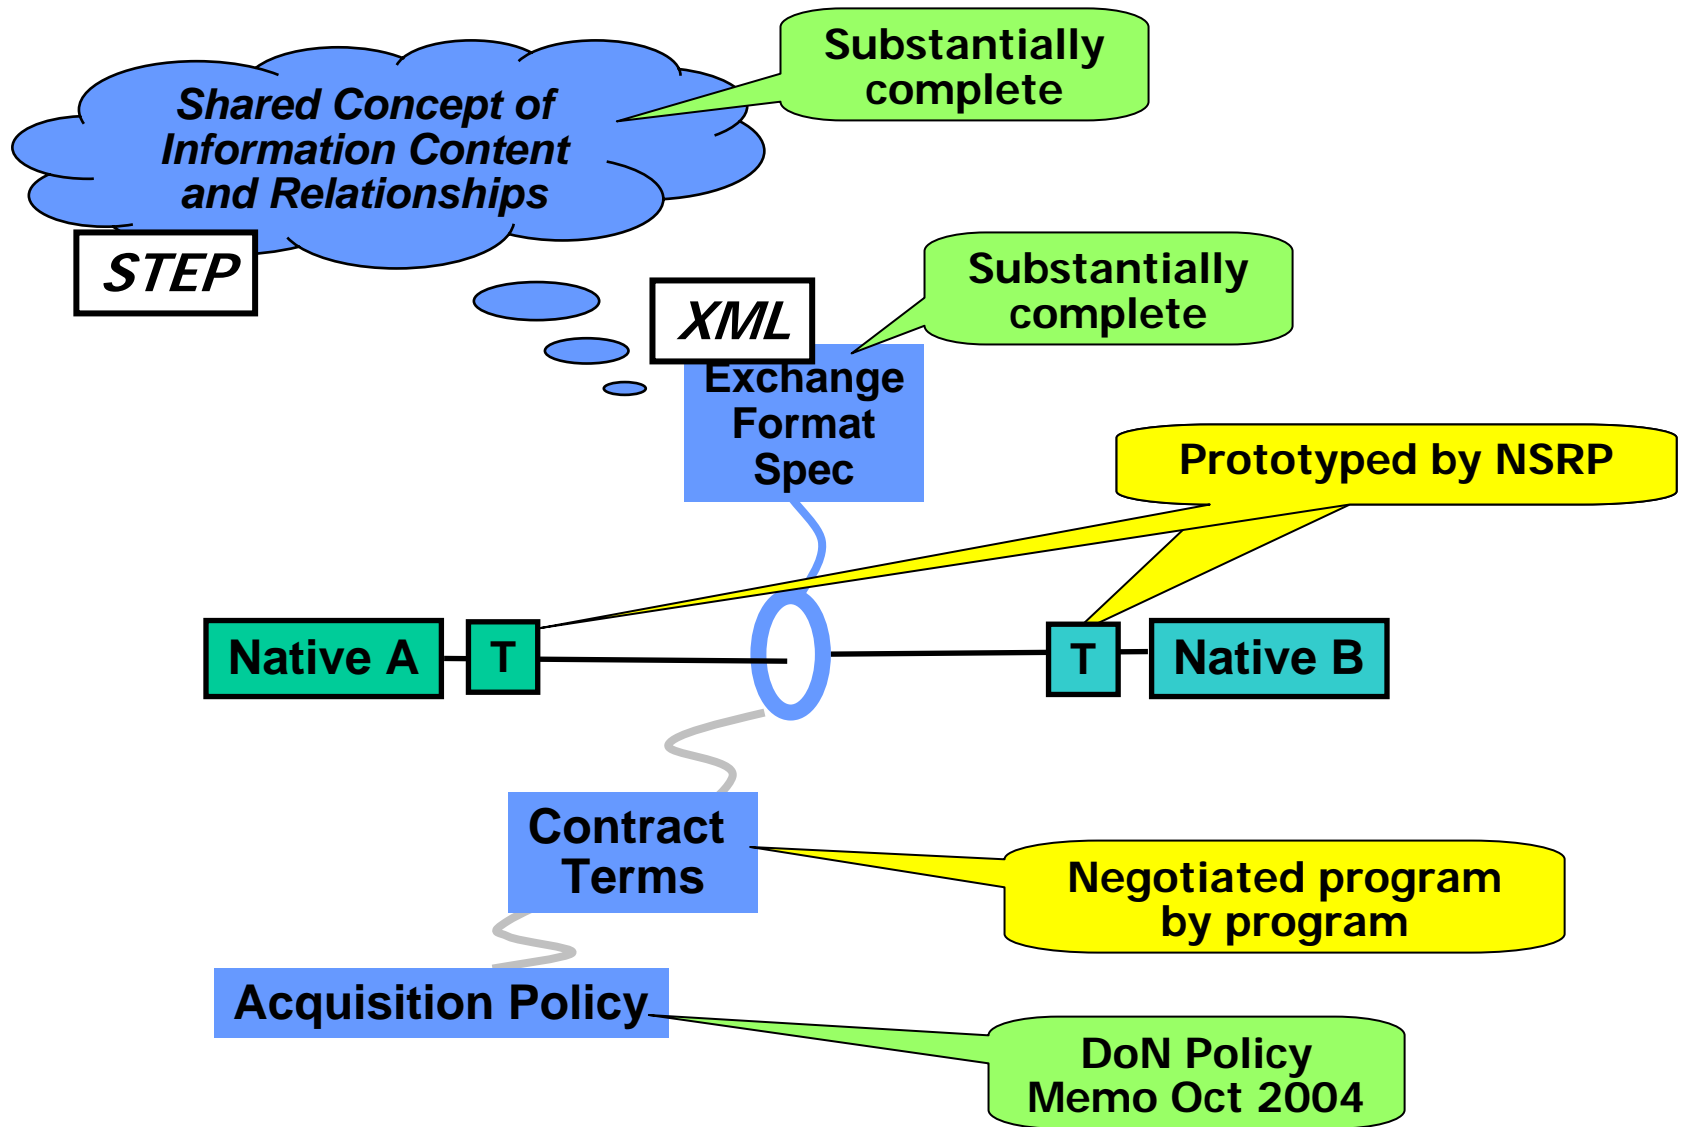 Substantially
complete
Shared Concept of
Information Content
and Relationships
STEP
Substantially
complete
XML
Exchange
Format
Spec
Prototyped by NSRP
Native A
T
T
Native B
Contract
Terms
Negotiated program
by program
Acquisition Policy
DoN Policy
Memo Oct 2004